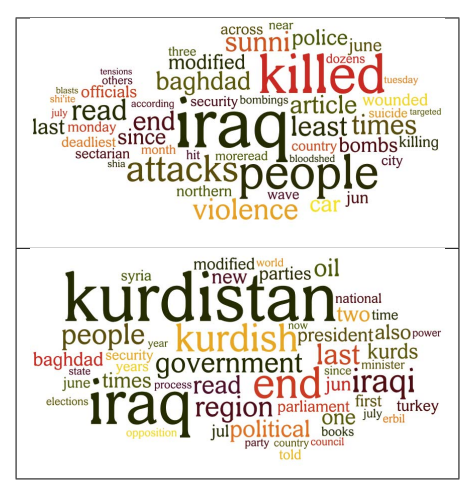 across near
sunni police june
three
modified killed dozens
tensions
others baghdad tuesday
blasts officials
shi'ite according security bombings article wounded
july read iraq suicide targeted
last monday end least times
deadliest since country bombs killing
sectarian month hit moreread bloodshed city
shia attacks people
northern wave jun
violence car
modified world oil
syria new parties
kurdistan national
two time
people kurdish now president also power
year
baghdad security government last kurds
state years since minister
june times process read end jun iraqi
elections iraq region parliament first turkey
one july erbil
opposition jul political books
party country council
told